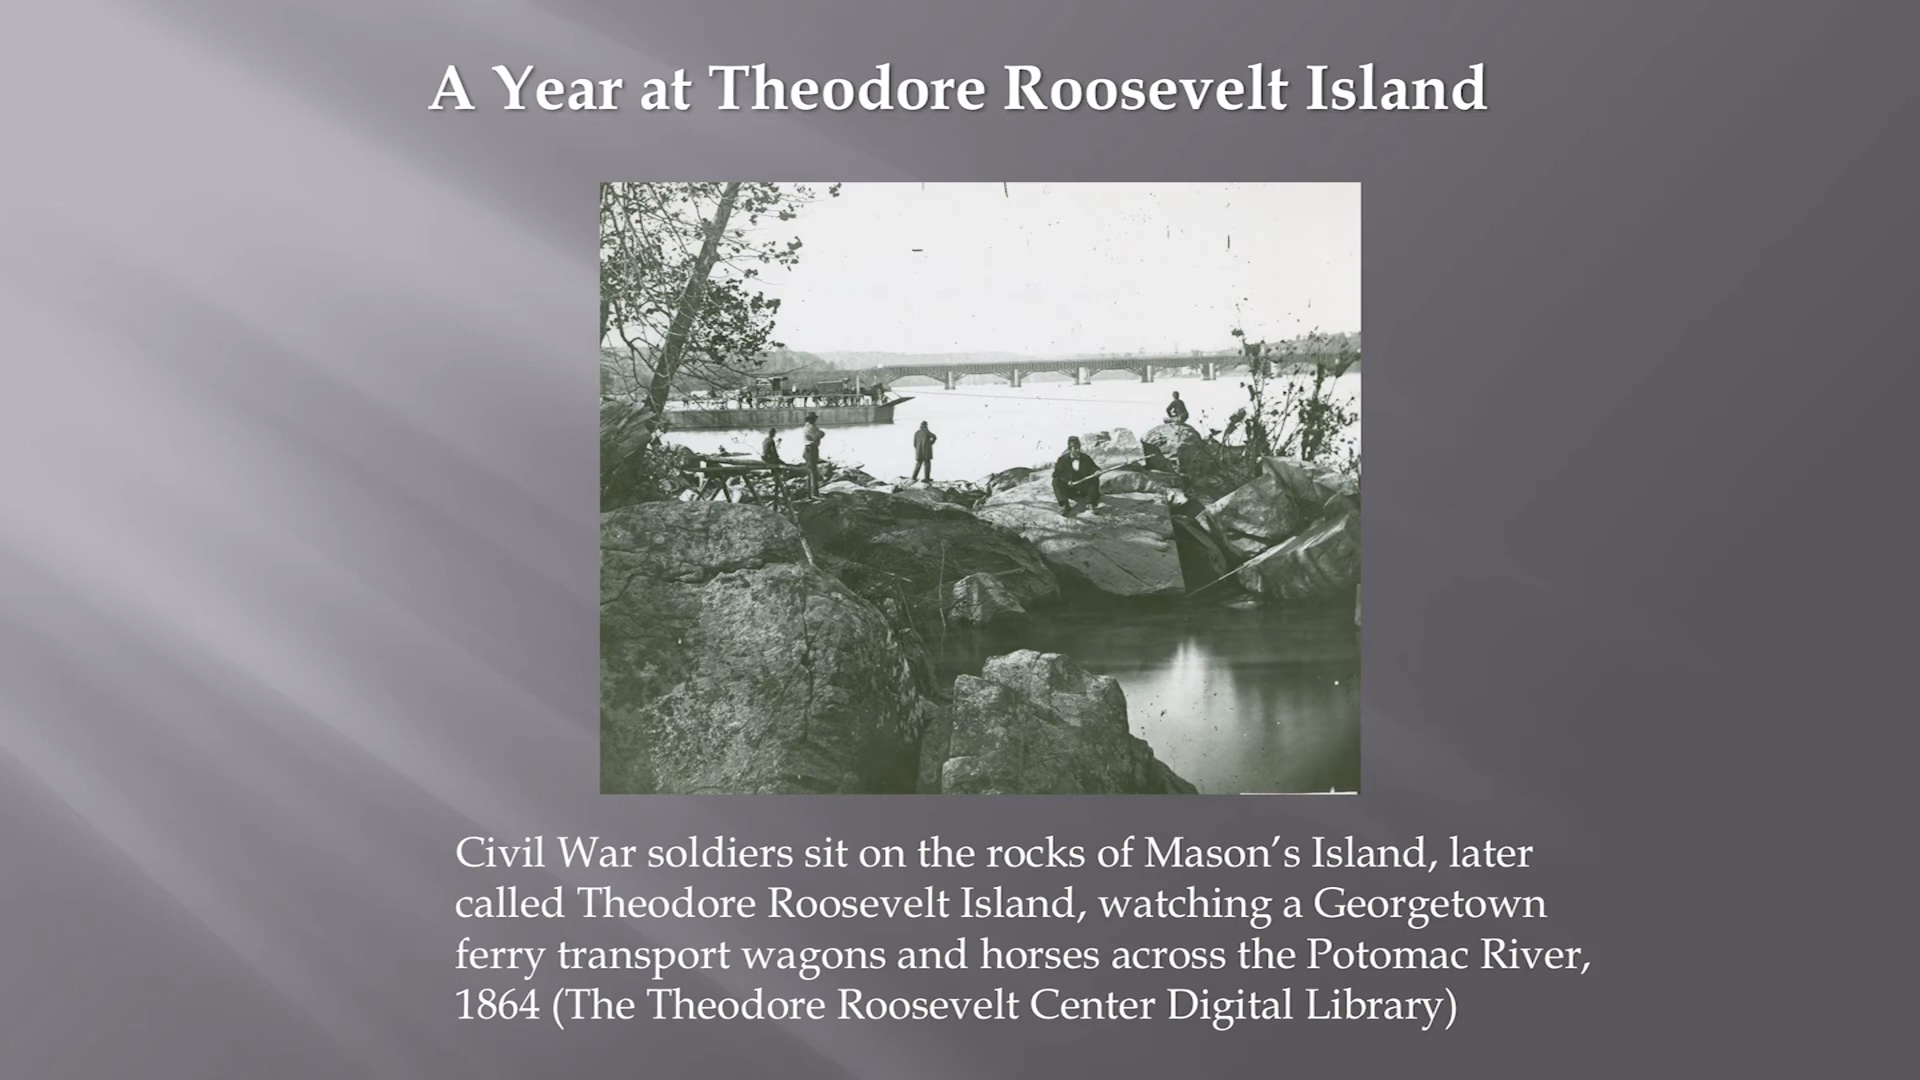 A Year at Theodore Roosevelt Island
Civil War soldiers sit on the rocks of Mason’s Island, later
called Theodore Roosevelt Island, watching a Georgetown
ferry transport wagons and horses across the Potomac River,
1864 (The Theodore Roosevelt Center Digital Library)